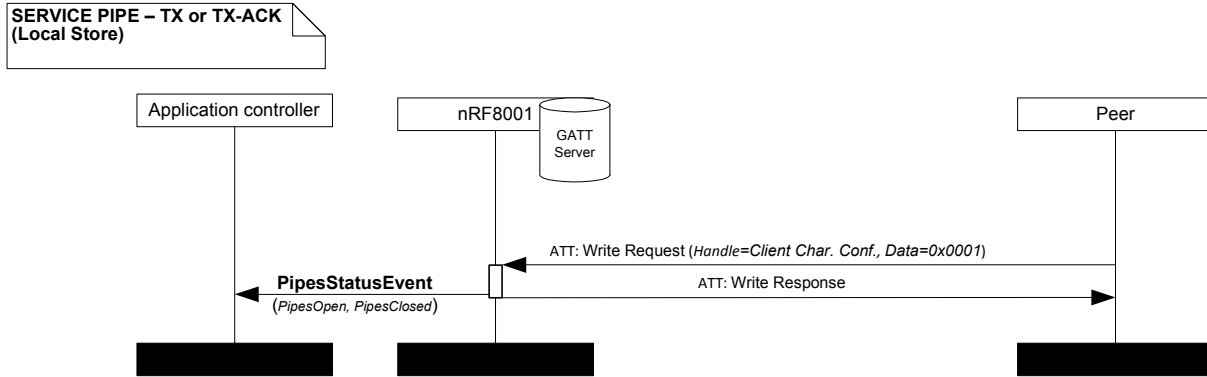 SERVICE PIPE – TX or TX-ACK
(Local Store)
Application controller
nRF8001
GATT
Server
Peer
ATT: Write Request (Handle=Client Char. Conf., Data=0x0001)
PipesStatusEvent
(PipesOpen, PipesClosed)
ATT: Write Response